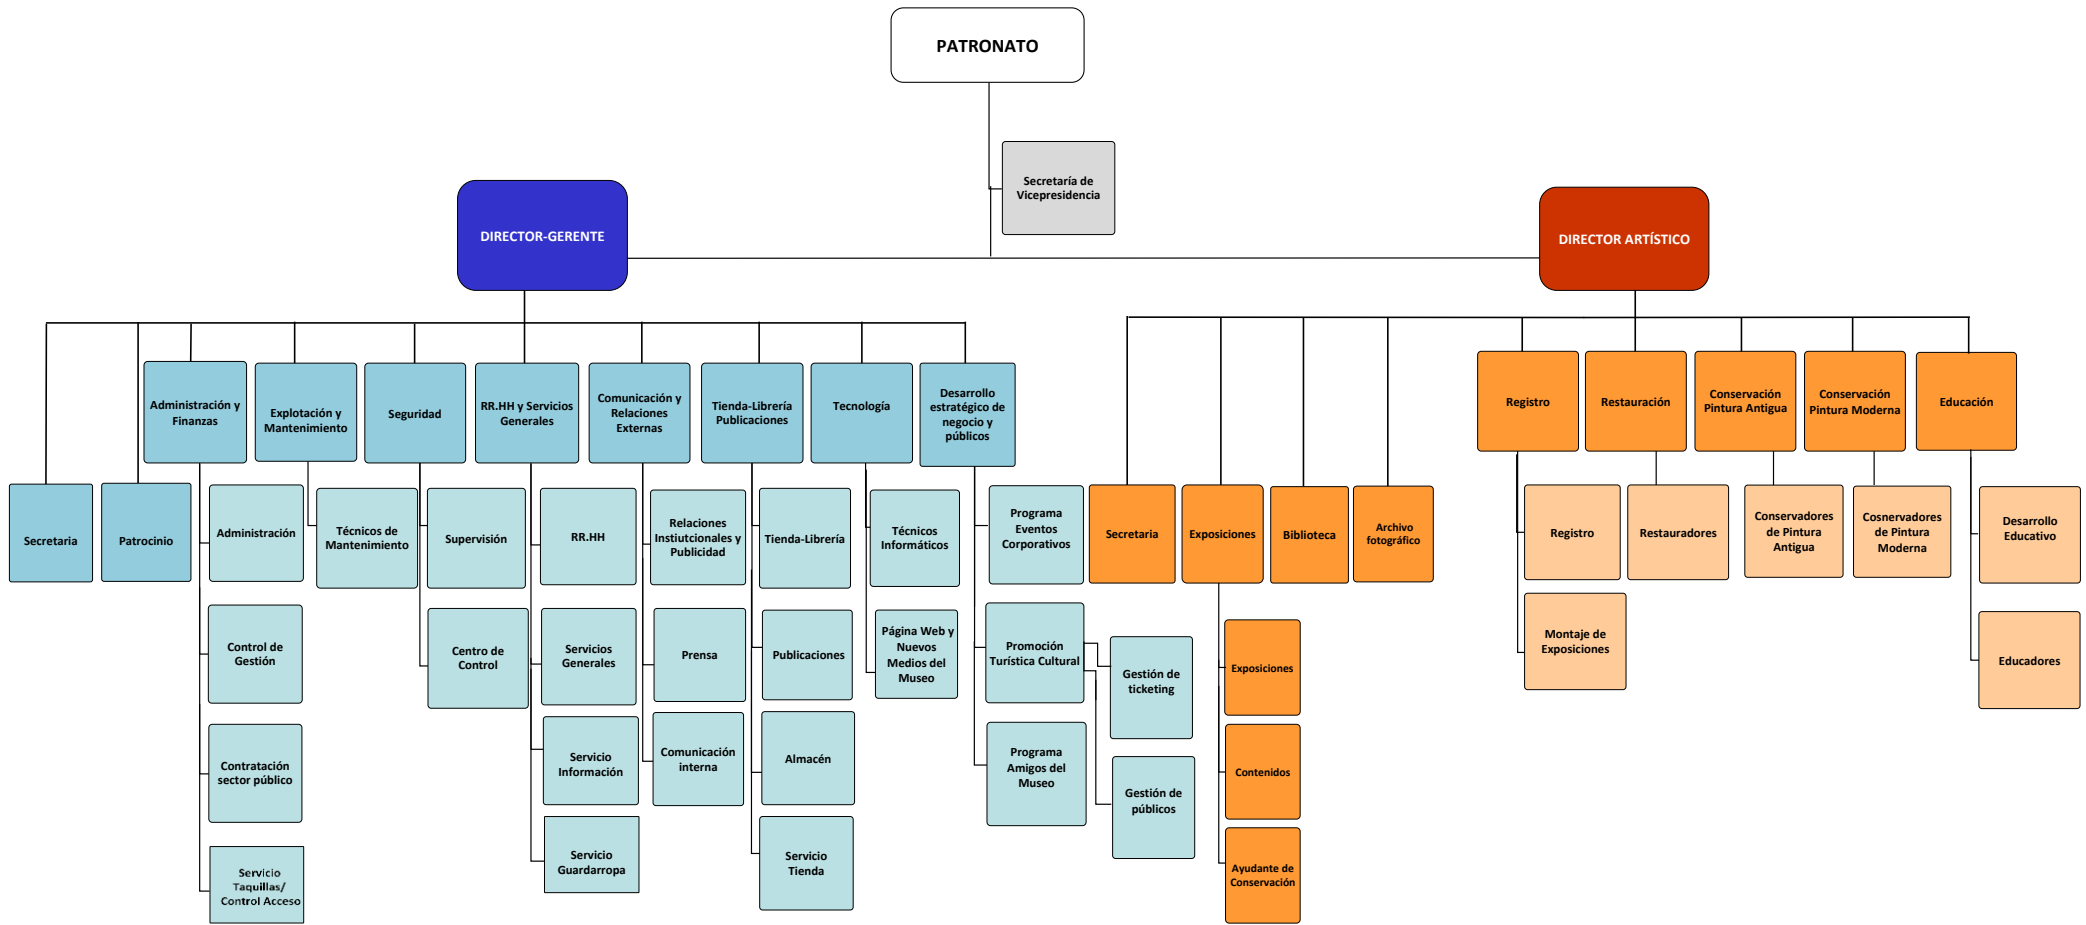 PATRONATO
Secretaría de
Vicepresidencia
DIRECTOR-GERENTE
DIRECTOR ARTÍSTICO
Administración y
Finanzas
Explotación y
Mantenimiento
Seguridad
RR.HH y Servicios
Generales
Comunicación y
Relaciones
Externas
Tienda-Librería
Publicaciones
Tecnología
Desarrollo
estratégico de
negocio y
públicos
Registro
Restauración
Conservación
Pintura Antigua
Conservación
Pintura Moderna
Educación
Secretaria
Patrocinio
Administración
Técnicos de
Mantenimiento
Supervisión
RR.HH
Relaciones
Instiutcionales y
Publicidad
Tienda-Librería
Técnicos
Informáticos
Programa
Eventos
Corporativos
Secretaria
Exposiciones
Biblioteca
Archivo
fotográfico
Registro
Restauradores
Conservadores
de Pintura
Antigua
Cosnervadores
de Pintura
Moderna
Desarrollo
Educativo
Control de
Gestión
Centro de
Control
Servicios
Generales
Prensa
Publicaciones
Página Web y
Nuevos
Medios del
Museo
Promoción
Turística Cultural
Gestión de
ticketing
Exposiciones
Montaje de
Exposiciones
Educadores
Contratación
sector público
Servicio
Información
Comunicación
interna
Almacén
Programa
Amigos del
Museo
Gestión de
públicos
Contenidos
Servicio
Taquillas/
Control Acceso
Servicio
Guardarropa
Servicio
Tienda
Ayudante de
Conservación